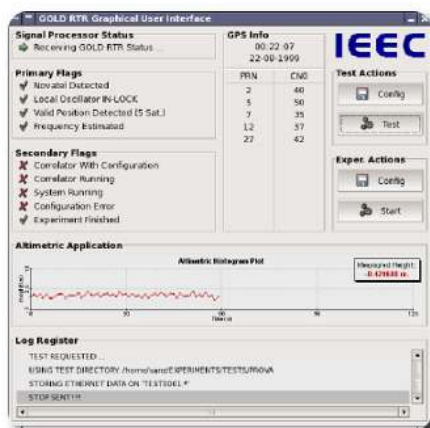 GOLD RTR Graphical User Interface
Signal Processor Status
Receiving GOLD RTR Status ...
Primary Flags
Novatel Detected
Local Oscillator IN-LOCK
Valid Position Detected (5 Sat.)
Frequency Estimated
Secondary Flags
Correlator With Configuration
Correlator Running
System Running
Configuration Error
Experiment Finished
GPS Info
00:22:07
22-08-1999
PRN CN0
2 40
5 50
7 35
12 37
27 42
IEEC
Test Actions
Config
Test
Exper. Actions
Config
Start
Altimetric Application
Altimetric Histogram Plot
Measured Height:
Log Register
TEST REQUESTED ...
USING TEST DIRECTORY /home/sano/EXPERIMENTS/TESTS/PROVA
STORING ETHERNET DATA ON
STOP SENT!!!